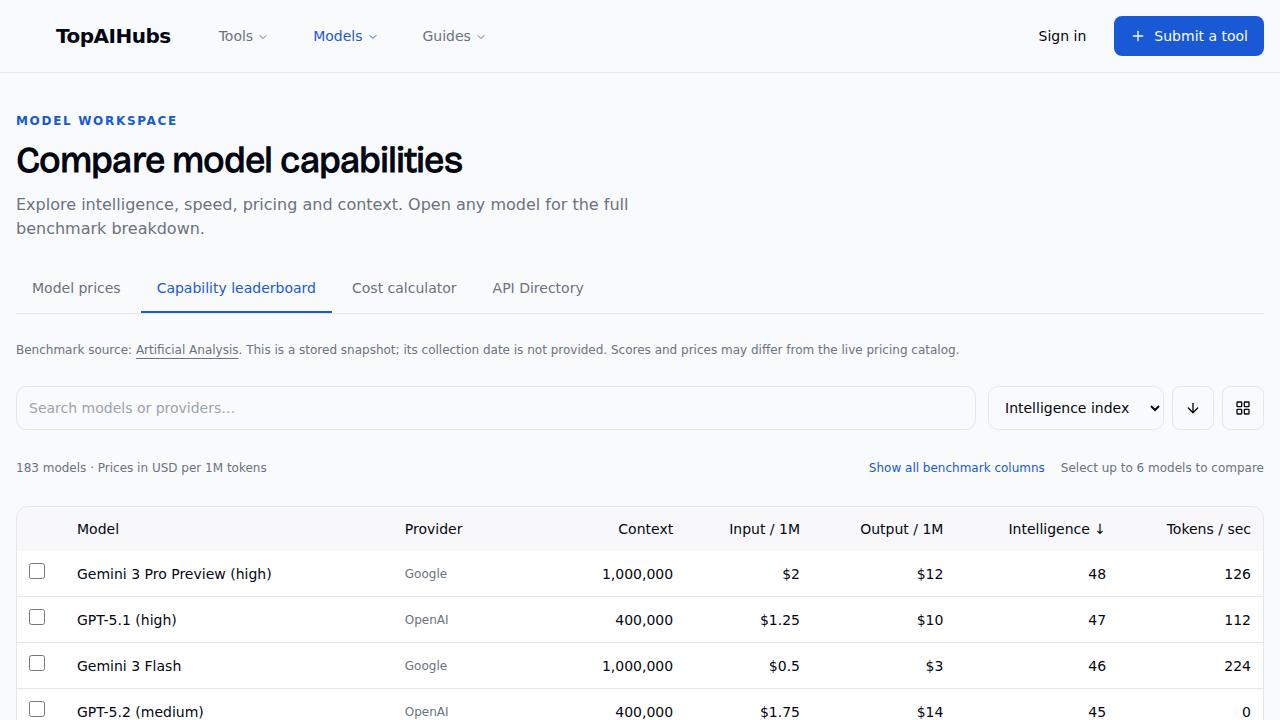 TopAIHubs
Tools
Models
Guides
Sign in
Submit a tool
MODEL WORKSPACE
Compare model capabilities
Explore intelligence, speed, pricing and context. Open any model for the full
benchmark breakdown.
Model prices
Capability leaderboard
Cost calculator
API Directory
Benchmark source: Artificial Analysis. This is a stored snapshot; its collection date is not provided. Scores and prices may differ from the live pricing catalog.
Search models or providers...
Intelligence index
183 models · Prices in USD per 1M tokens
Show all benchmark columns
Select up to 6 models to compare
Model Provider Context Input / 1M Output / 1M Intelligence ↓ Tokens / sec
Gemini 3 Pro Preview (high) Google 1,000,000 $2 $12 48 126
GPT-5.1 (high) OpenAI 400,000 $1.25 $10 47 112
Gemini 3 Flash Google 1,000,000 $0.5 $3 46 224
GPT-5.2 (medium) OpenAI 400,000 $1.75 $14 45 0